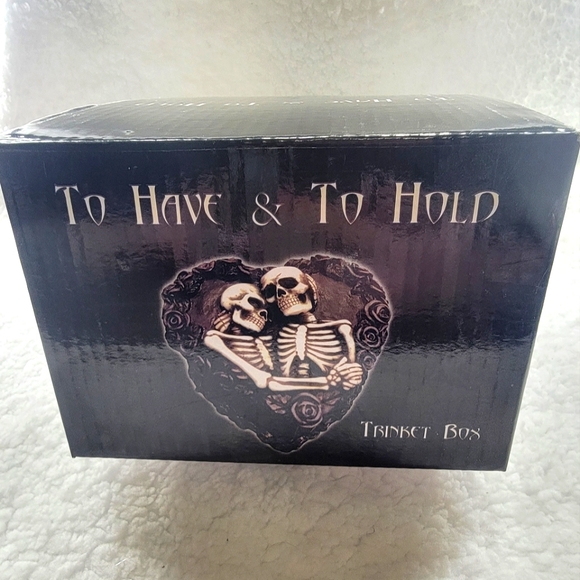 To Have & To Hold
Trinket Box